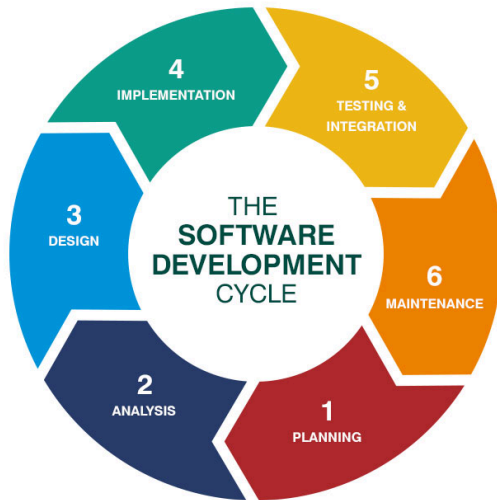 THE
SOFTWARE
DEVELOPMENT
CYCLE
1
PLANNING
2
ANALYSIS
3
DESIGN
4
IMPLEMENTATION
5
TESTING &
INTEGRATION
6
MAINTENANCE